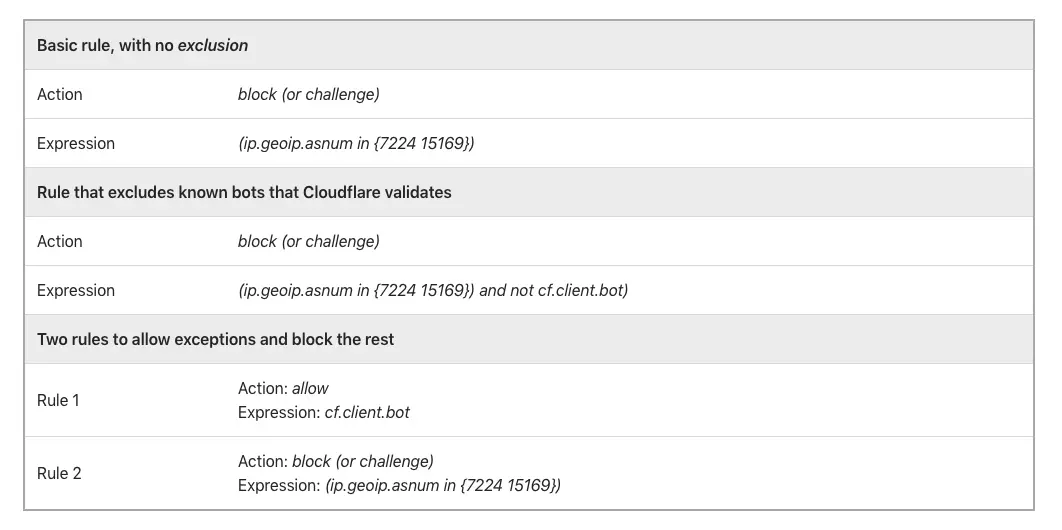 Basic rule, with no exclusion
Action block (or challenge)
Expression (ip.geoip.asnum in {7224 15169})
Rule that excludes known bots that Cloudflare validates
Action block (or challenge)
Expression (ip.geoip.asnum in {7224 15169}) and not cf.client.bot)
Two rules to allow exceptions and block the rest
Rule 1
Action: allow
Expression: cf.client.bot
Rule 2
Action: block (or challenge)
Expression: (ip.geoip.asnum in {7224 15169})